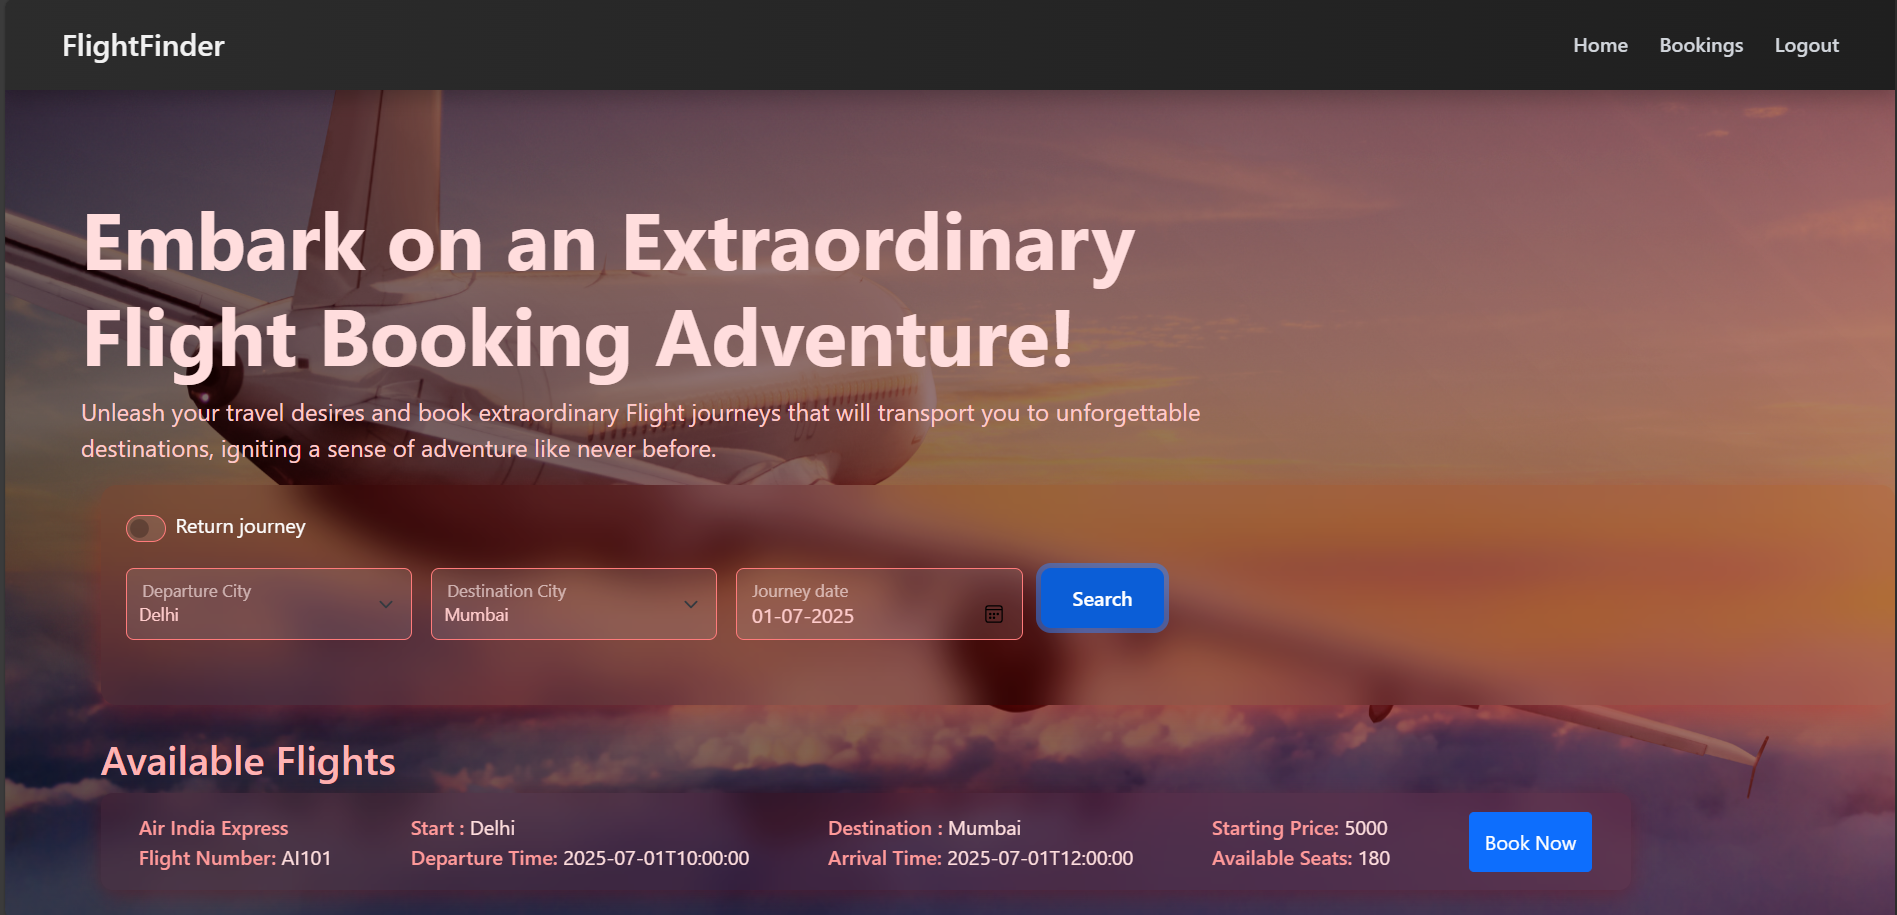 FlightFinder
Home Bookings Logout
Embark on an Extraordinary
Flight Booking Adventure!
Unleash your travel desires and book extraordinary Flight journeys that will transport you to unforgettable
destinations, igniting a sense of adventure like never before.
Return journey
Departure City
Delhi
Destination City
Mumbai
Journey date
01-07-2025
Search
Available Flights
Air India Express
Flight Number: AI101
Start : Delhi
Departure Time: 2025-07-01T10:00:00
Destination : Mumbai
Arrival Time: 2025-07-01T12:00:00
Starting Price: 5000
Available Seats: 180
Book Now